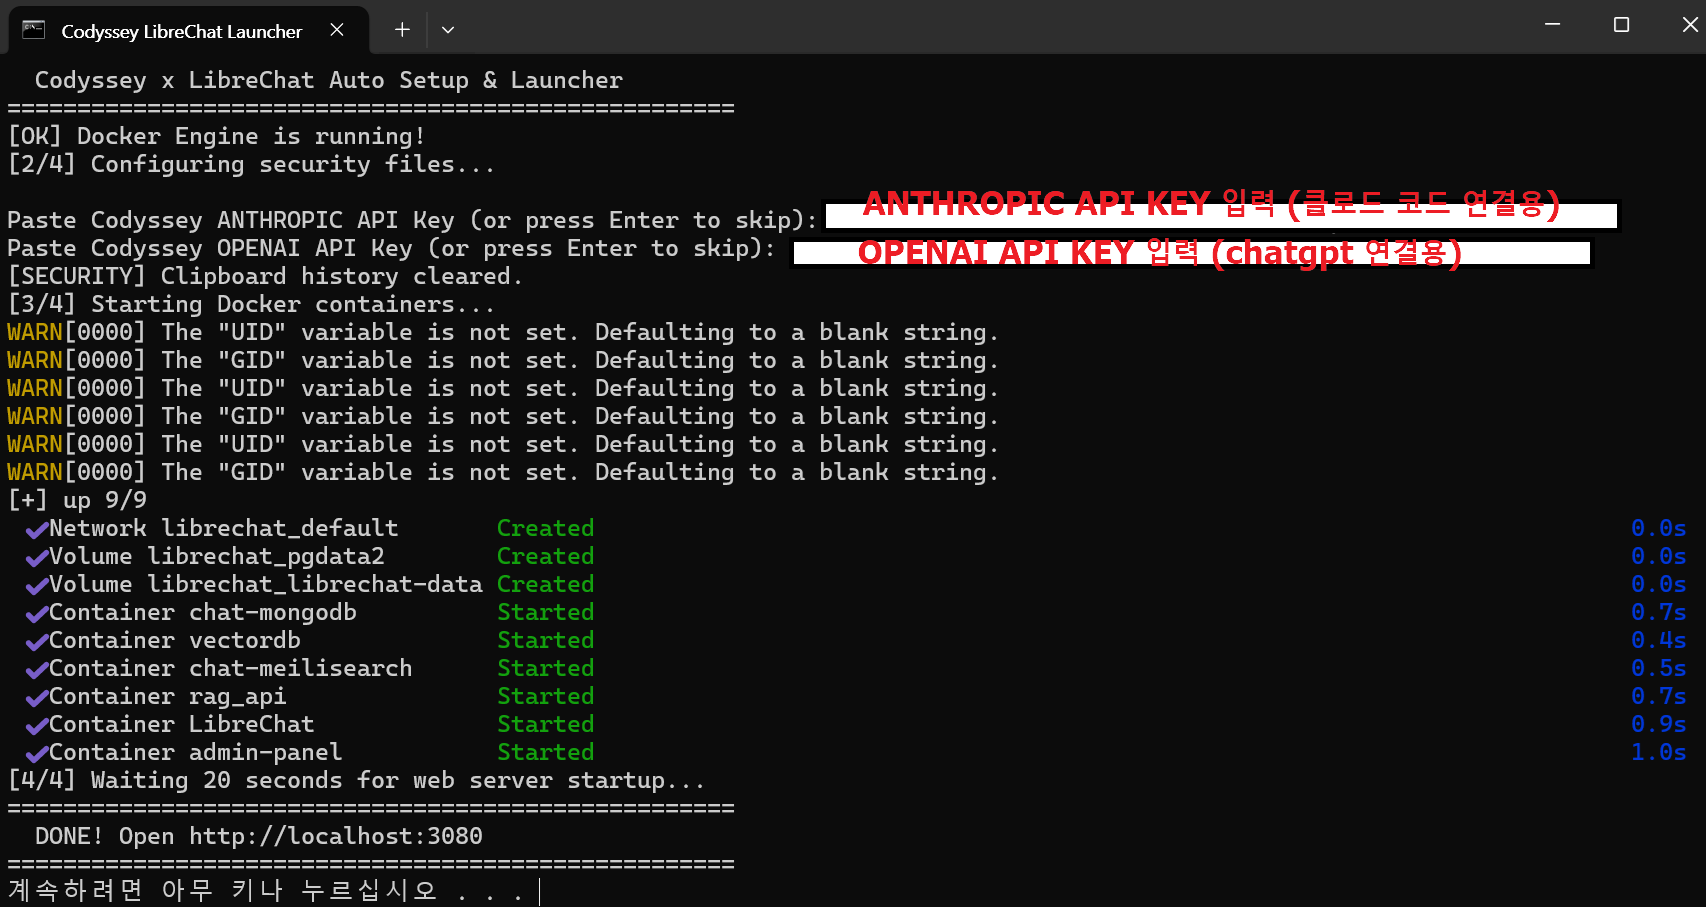 Codyssey LibreChat Launcher
Codyssey x LibreChat Auto Setup & Launcher
====================================================
[OK] Docker Engine is running!
[2/4] Configuring security files...
Paste Codyssey ANTHROPIC API Key (or press Enter to skip): ANTHROPIC API KEY 입력 (클로드 코드 연결용)
Paste Codyssey OPENAI API Key (or press Enter to skip): OPENAI API KEY 입력 (chatgpt 연결용)
[SECURITY] Clipboard history cleared.
[3/4] Starting Docker containers...
WARN[0000] The "UID" variable is not set. Defaulting to a blank string.
WARN[0000] The "GID" variable is not set. Defaulting to a blank string.
WARN[0000] The "UID" variable is not set. Defaulting to a blank string.
WARN[0000] The "GID" variable is not set. Defaulting to a blank string.
WARN[0000] The "UID" variable is not set. Defaulting to a blank string.
WARN[0000] The "GID" variable is not set. Defaulting to a blank string.
[+] up 9/9
✔Network librechat_default Created 0.0s
✔Volume librechat_pgdata2 Created 0.0s
✔Volume librechat_librechat-data Created 0.0s
✔Container chat-mongodb Started 0.7s
✔Container vectordb Started 0.4s
✔Container chat-meilisearch Started 0.5s
✔Container rag_api Started 0.7s
✔Container LibreChat Started 0.9s
✔Container admin-panel Started 1.0s
[4/4] Waiting 20 seconds for web server startup...
====================================================
DONE! Open http://localhost:3080
====================================================
계속하려면 아무 키나 누르십시오 . . .